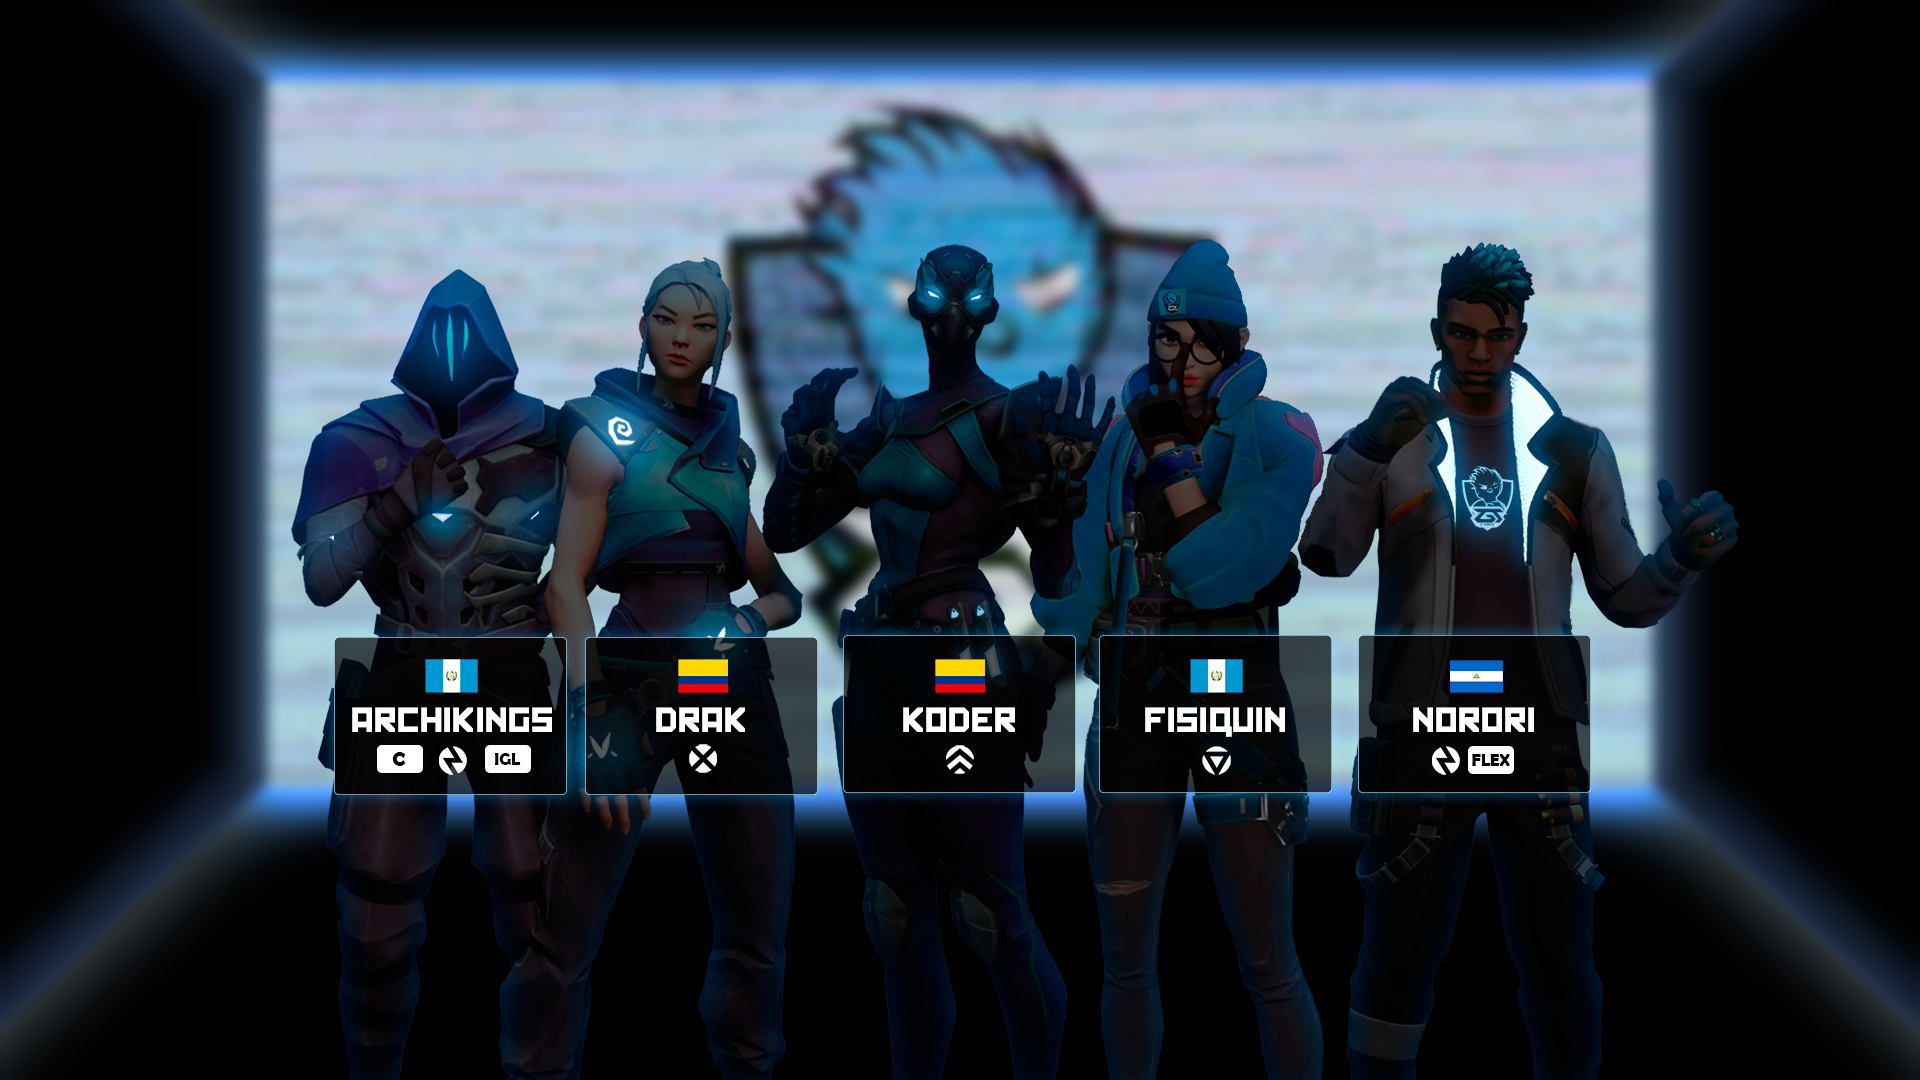 ARCHIKINGS
C IGL
DRAK
KODER
FISIQUIN
NORORI
FLEX